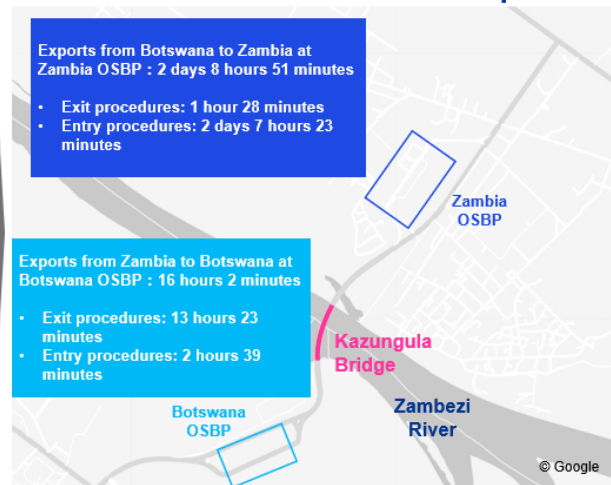 Exports from Botswana to Zambia at
Zambia OSBP : 2 days 8 hours 51 minutes
• Exit procedures: 1 hour 28 minutes
• Entry procedures: 2 days 7 hours 23
minutes
Zambia
OSBP
Exports from Zambia to Botswana at
Botswana OSBP : 16 hours 2 minutes
• Exit procedures: 13 hours 23
minutes
• Entry procedures: 2 hours 39
minutes
Kazungula
Bridge
Botswana
OSBP
Zambezi
River
© Google